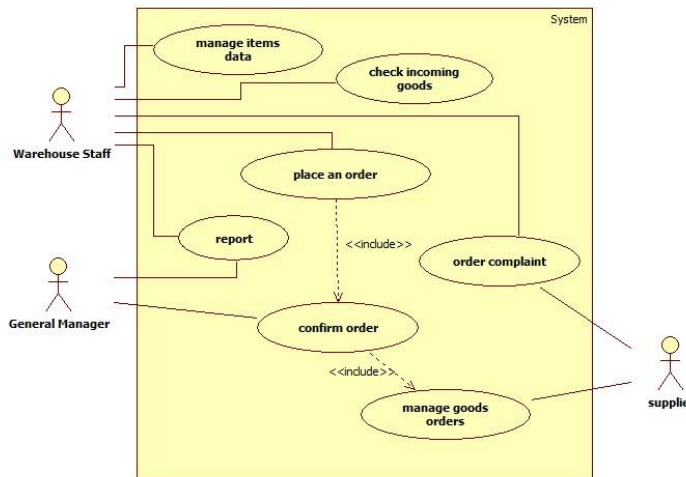 System
manage items
data
check incoming
goods
Warehouse Staff
place an order
report
<<include>>
order complaint
General Manager
confirm order
<<include>>
manage goods
orders
supplie